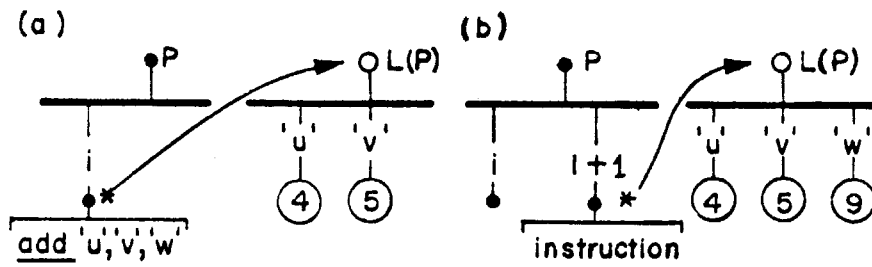 (a)
P
L(P)
i
'u'
'v'
*
4
5
add 'u','v','w'
(b)
P
L(P)
i
i + 1
'u'
'v'
'w'
*
4
5
9
instruction